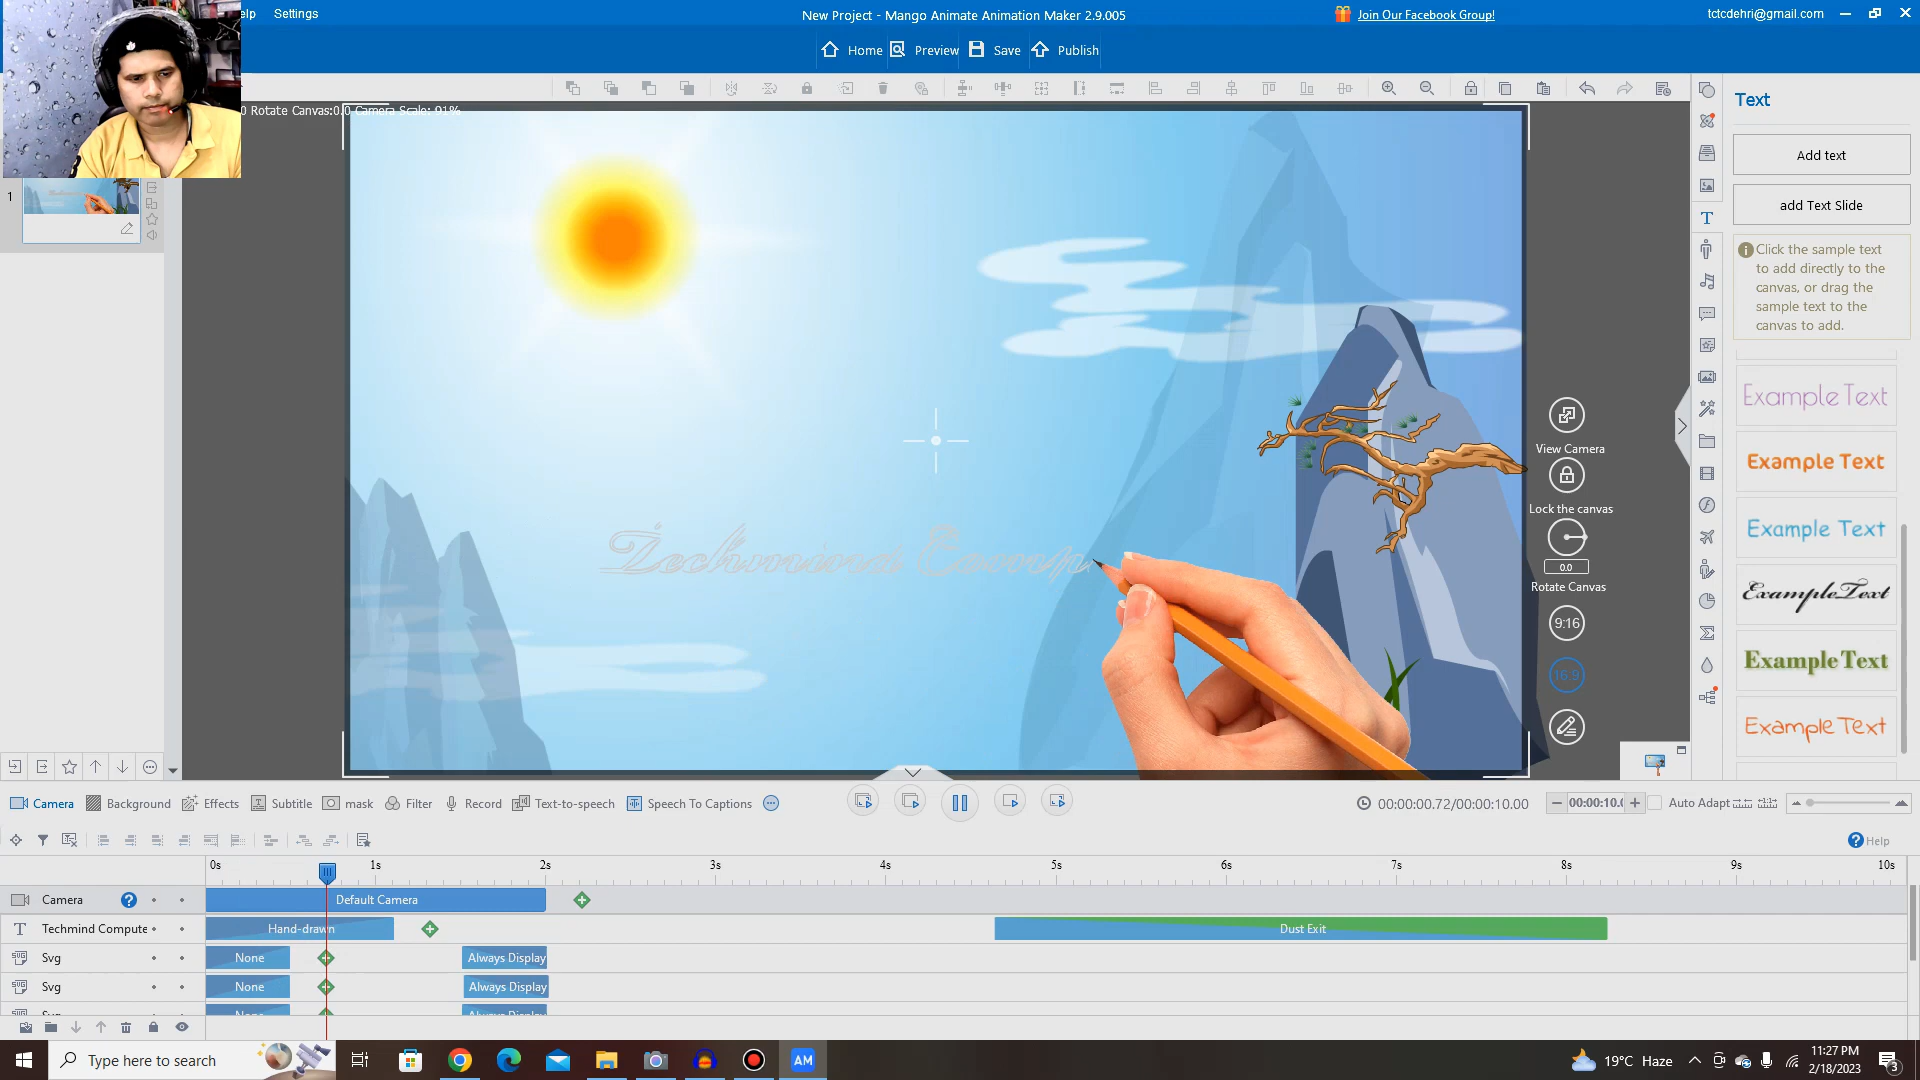 elp Settings
New Project - Mango Animate Animation Maker 2.9.005
Join Our Facebook Group!
tctcdehri@gmail.com
Home Preview Save Publish
0 Rotate Canvas:0.0 Camera Scale: 91%
Text
Add text
add Text Slide
Click the sample text
to add directly to the
canvas, or drag the
sample text to the
canvas to add.
Example Text
Example Text
Example Text
Example Text
Example Text
Example Text
1
View Camera
Lock the canvas
0.0
Rotate Canvas
9:16
16:9
Techmind Comp
Camera Background Effects Subtitle mask Filter Record Text-to-speech Speech To Captions
00:00:00.72/00:00:10.00
00:00:10.0
Auto Adapt
Help
0s 1s 2s 3s 4s 5s 6s 7s 8s 9s 10s
Camera Default Camera
Techmind Compute Hand-drawn Dust Exit
Svg None Always Display
Svg None Always Display
Type here to search
AM
19°C Haze
11:27 PM
2/18/2023
3